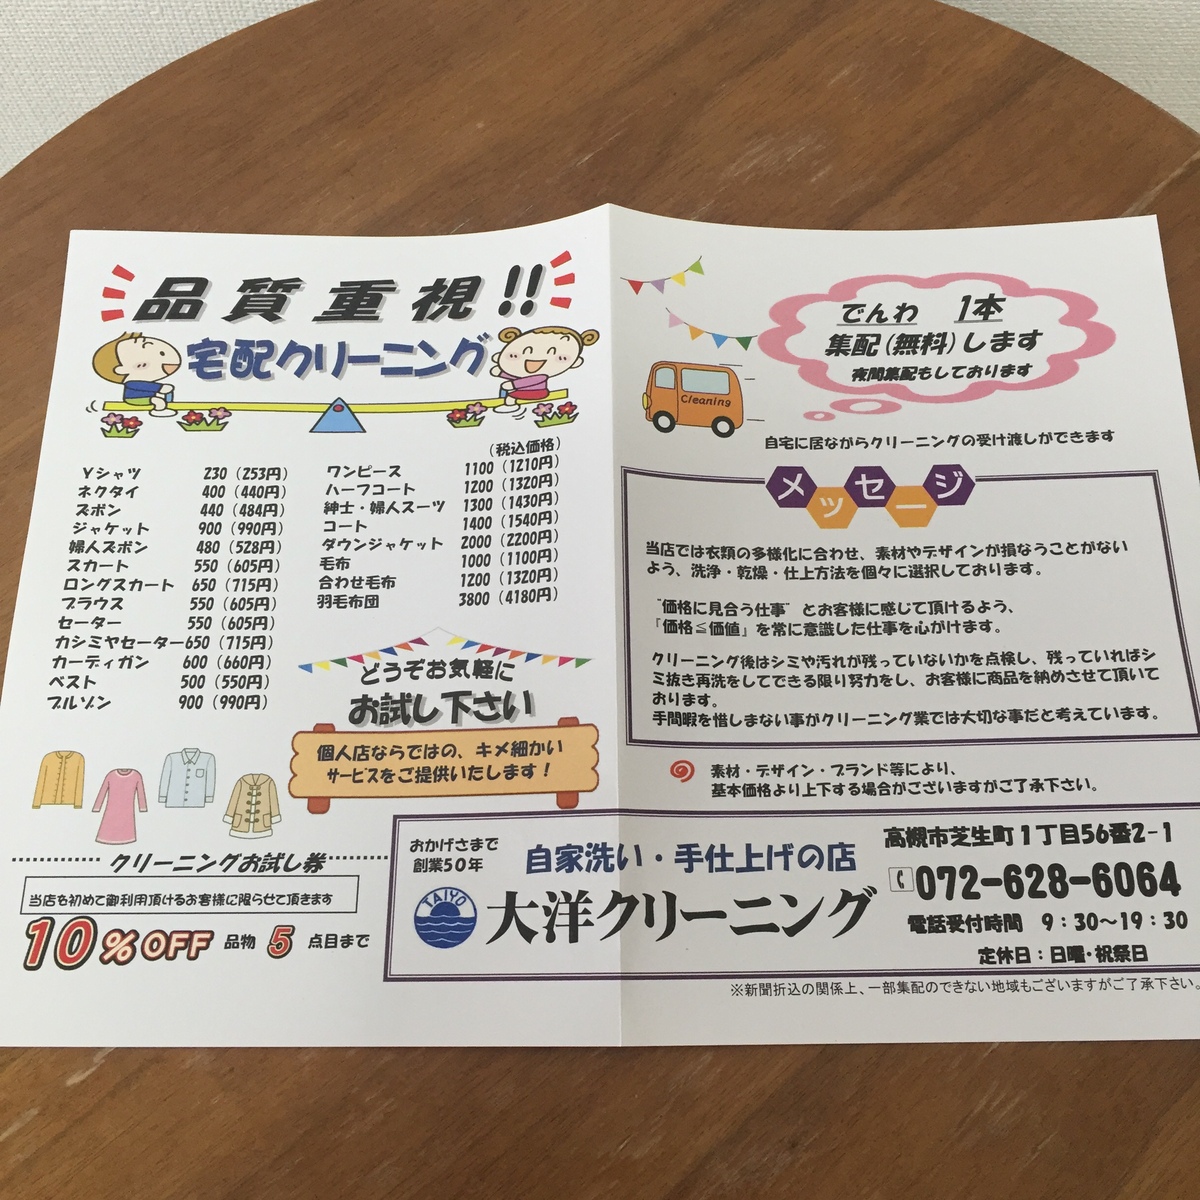 品質重視!!
宅配クリーニング
(税込価格)
Yシャツ 230 (253円)
ネクタイ 400 (440円)
ズボン 440 (484円)
ジャケット 900 (990円)
婦人ズボン 480 (528円)
スカート 550 (605円)
ロングスカート 650 (715円)
ブラウス 550 (605円)
セーター 550 (605円)
カシミヤセーター650 (715円)
カーディガン 600 (660円)
ベスト 500 (550円)
ブルゾン 900 (990円)
ワンピース 1100 (1210円)
ハーフコート 1200 (1320円)
紳士・婦人スーツ 1300 (1430円)
コート 1400 (1540円)
ダウンジャケット 2000 (2200円)
毛布 1000 (1100円)
合わせ毛布 1200 (1320円)
羽毛布団 3800 (4180円)
どうぞお気軽に
お試し下さい
個人店ならではの、キメ細かい
サービスをご提供いたします！
クリーニングお試し券
当店を初めて御利用頂けるお客様に限らせて頂きます
10%OFF 品物 5 点目まで
でんわ 1本
集配(無料)します
夜間集配もしております
Cleaning
自宅に居ながらクリーニングの受け渡しができます
メッセージ
当店では衣類の多様化に合わせ、素材やデザインが損なうことがない
よう、洗浄・乾燥・仕上方法を個々に選択しております。
"価格に見合う仕事" とお客様に感じて頂けるよう、
『価格≦価値』を常に意識した仕事を心がけます。
クリーニング後はシミや汚れが残っていないかを点検し、残っていればシ
ミ抜き再洗をしてできる限り努力をし、お客様に商品を納めさせて頂いて
おります。
手間暇を惜しまない事がクリーニング業では大切な事だと考えています。
素材・デザイン・ブランド等により、
基本価格より上下する場合がございますがご了承下さい。
おかげさまで
創業50年
自家洗い・手仕上げの店
TAIYO
大洋クリーニング
高槻市芝生町1丁目56番2-1
072-628-6064
電話受付時間 9：30～19：30
定休日：日曜・祝祭日
※新聞折込の関係上、一部集配のできない地域もございますがご了承下さい。